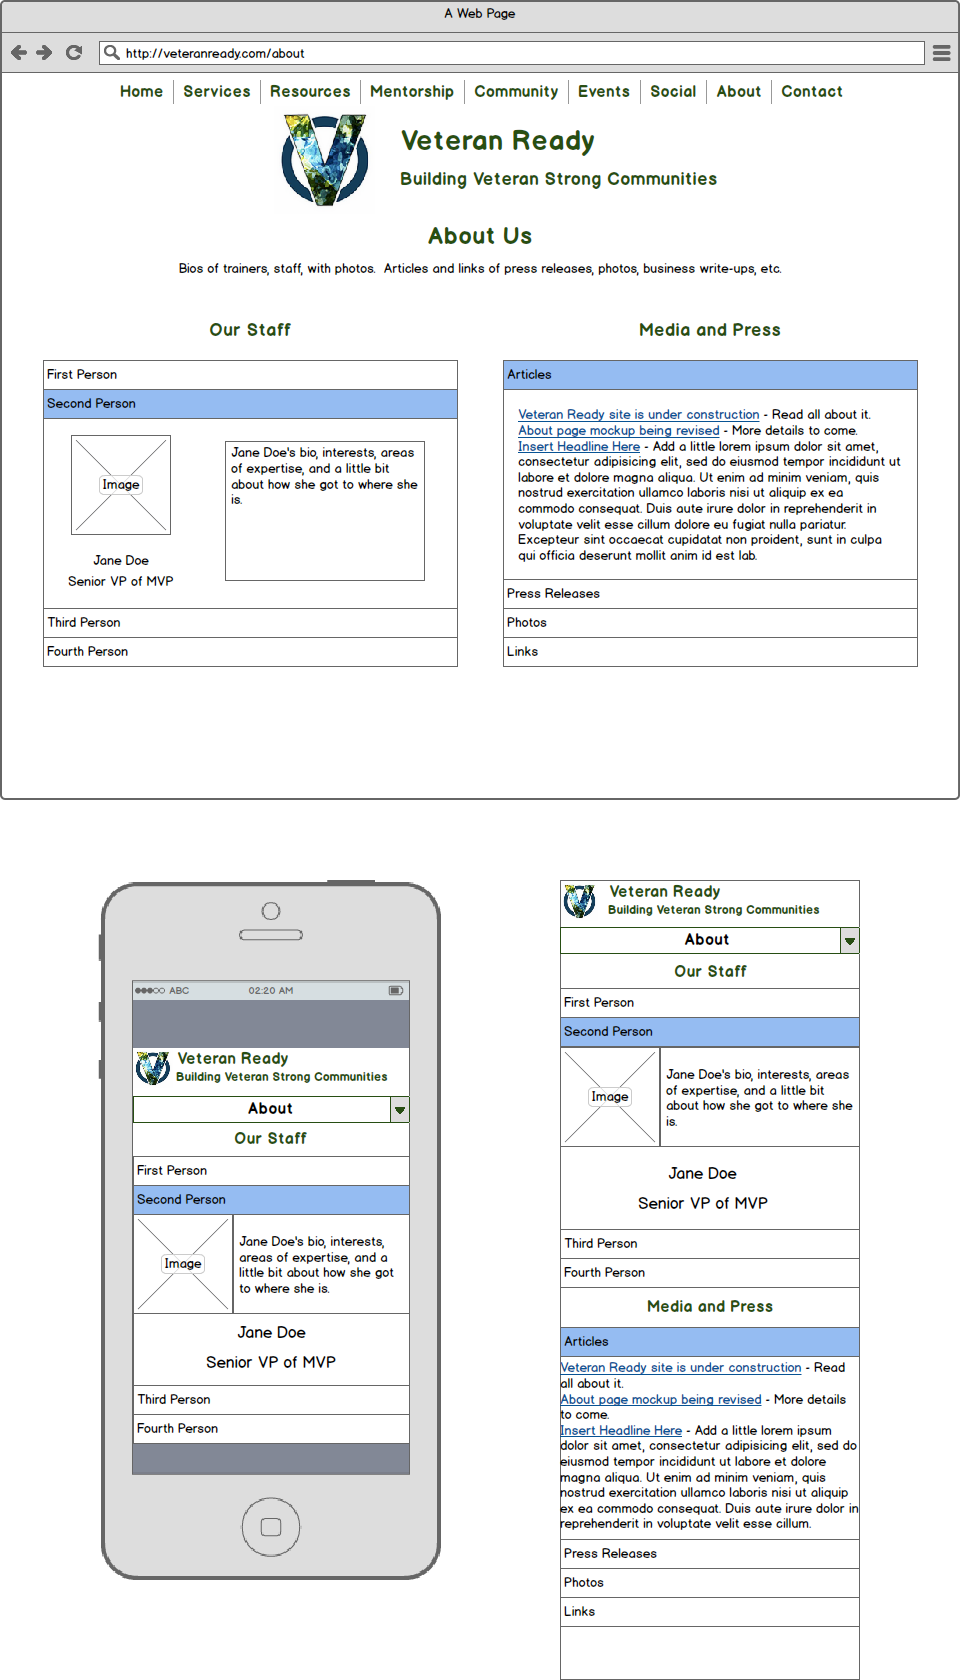 A Web Page
http://veteranready.com/about
Home Services Resources Mentorship Community Events Social About Contact
Veteran Ready
Building Veteran Strong Communities
About Us
Bios of trainers, staff, with photos. Articles and links of press releases, photos, business write-ups, etc.
Our Staff
First Person
Second Person
Image
Jane Doe
Senior VP of MVP
Jane Doe's bio, interests, areas
of expertise, and a little bit
about how she got to where she
is.
Third Person
Fourth Person
Media and Press
Articles
Veteran Ready site is under construction - Read all about it.
About page mockup being revised - More details to come.
Insert Headline Here - Add a little lorem ipsum dolor sit amet,
consectetur adipisicing elit, sed do eiusmod tempor incididunt ut
labore et dolore magna aliqua. Ut enim ad minim veniam, quis
nostrud exercitation ullamco laboris nisi ut aliquip ex ea
commodo consequat. Duis aute irure dolor in reprehenderit in
voluptate velit esse cillum dolore eu fugiat nulla pariatur.
Excepteur sint occaecat cupidatat non proident, sunt in culpa
qui officia deserunt mollit anim id est lab.
Press Releases
Photos
Links
ABC 02:20 AM
Veteran Ready
Building Veteran Strong Communities
About
Our Staff
First Person
Second Person
Image
Jane Doe's bio, interests,
areas of expertise, and a
little bit about how she got
to where she is.
Jane Doe
Senior VP of MVP
Third Person
Fourth Person
Veteran Ready
Building Veteran Strong Communities
About
Our Staff
First Person
Second Person
Image
Jane Doe's bio, interests, areas
of expertise, and a little bit
about how she got to where she
is.
Jane Doe
Senior VP of MVP
Third Person
Fourth Person
Media and Press
Articles
Veteran Ready site is under construction - Read
all about it.
About page mockup being revised - More details
to come.
Insert Headline Here - Add a little lorem ipsum
dolor sit amet, consectetur adipisicing elit, sed do
eiusmod tempor incididunt ut labore et dolore
magna aliqua. Ut enim ad minim veniam, quis
nostrud exercitation ullamco laboris nisi ut aliquip
ex ea commodo consequat. Duis aute irure dolor in
reprehenderit in voluptate velit esse cillum.
Press Releases
Photos
Links